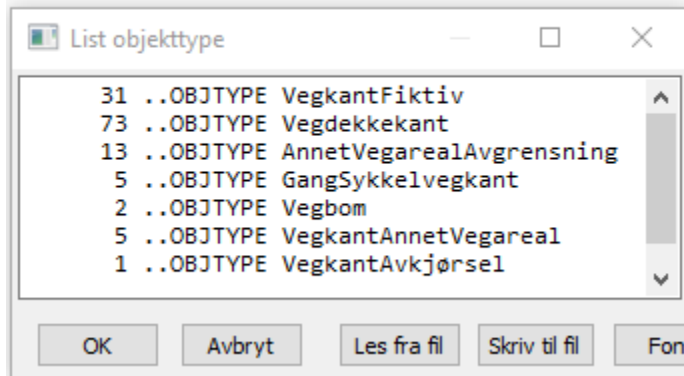 List objekttype
31 ..OBJTYPE VegkantFiktiv
73 ..OBJTYPE Vegdekkekant
13 ..OBJTYPE AnnetVegarealAvgrensning
5 ..OBJTYPE GangSykkelvegkant
2 ..OBJTYPE Vegbom
5 ..OBJTYPE VegkantAnnetVegareal
1 ..OBJTYPE VegkantAvkjørsel
OK Avbryt Les fra fil Skriv til fil Fon